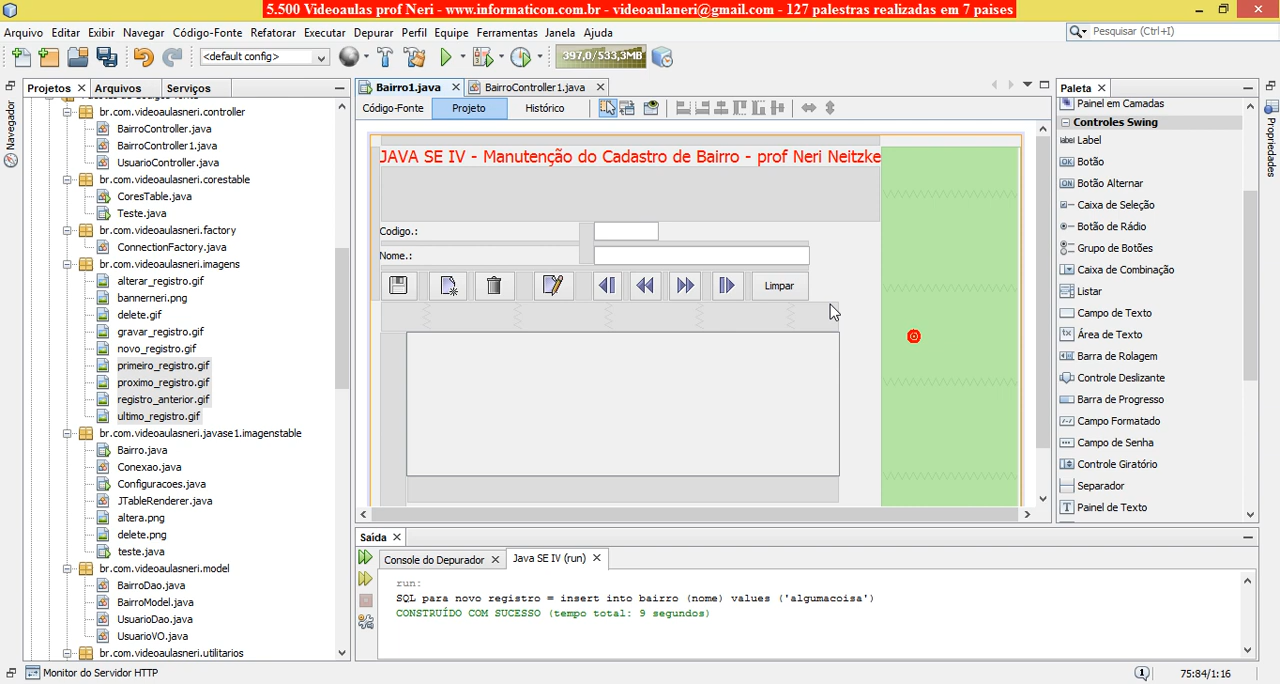 5.500 Videoaulas prof Neri - www.informaticon.com.br - videoaulaneri@gmail.com - 127 palestras realizadas em 7 paises
Arquivo Editar Exibir Navegar Código-Fonte Refatorar Executar Depurar Perfil Equipe Ferramentas Janela Ajuda
Pesquisar (Ctrl+I)
<default config>
397,0/533,3MB
Projetos Arquivos Serviços
Navegador
br.com.videoaulasneri.controller
BairroController.java
BairroController1.java
UsuarioController.java
br.com.videoaulasneri.corestable
CoresTable.java
Teste.java
br.com.videoaulasneri.factory
ConnectionFactory.java
br.com.videoaulasneri.imagens
alterar_registro.gif
bannerneri.png
delete.gif
gravar_registro.gif
novo_registro.gif
primeiro_registro.gif
proximo_registro.gif
registro_anterior.gif
ultimo_registro.gif
br.com.videoaulasneri.javase1.imagenstable
Bairro.java
Conexao.java
Configuracoes.java
JTableRenderer.java
altera.png
delete.png
teste.java
br.com.videoaulasneri.model
BairroDao.java
BairroModel.java
UsuarioDao.java
UsuarioVO.java
br.com.videoaulasneri.utilitarios
Bairro1.java BairroController1.java
Código-Fonte Projeto Histórico
JAVA SE IV - Manutenção do Cadastro de Bairro - prof Neri Neitzke
Codigo.:
Nome.:
Limpar
Paleta
Painel em Camadas
Controles Swing
label Label
OK Botão
ON Botão Alternar
Caixa de Seleção
Botão de Rádio
Grupo de Botões
Caixa de Combinação
Listar
Campo de Texto
Área de Texto
Barra de Rolagem
Controle Deslizante
Barra de Progresso
Campo Formatado
Campo de Senha
Controle Giratório
Separador
Painel de Texto
Propriedades
Saída
Console do Depurador Java SE IV (run)
run:
SQL para novo registro = insert into bairro (nome) values ('algumacoisa')
CONSTRUÍDO COM SUCESSO (tempo total: 9 segundos)
Monitor do Servidor HTTP
75:84/1:16